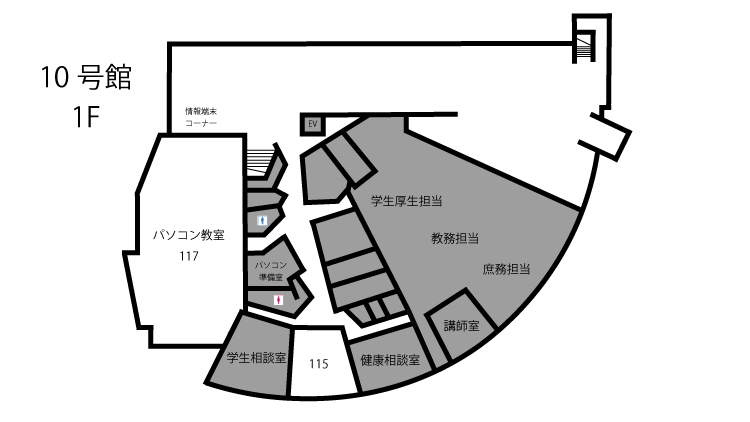 10 号館
1F
情報端末
コーナー
EV
学生厚生担当
パソコン教室
117
教務担当
パソコン
準備室
庶務担当
講師室
学生相談室
115
健康相談室